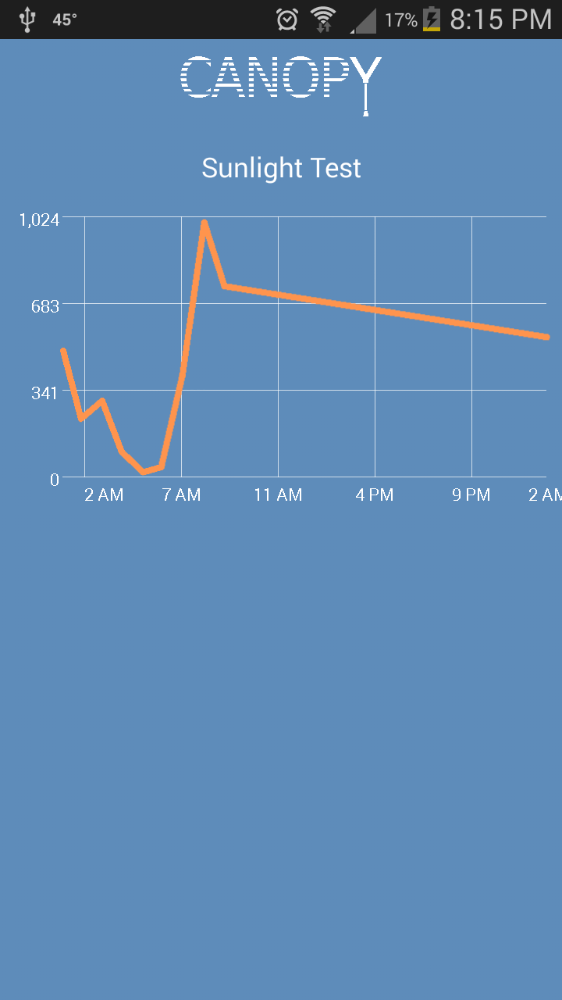 45° 17% 8:15 PM
CANOPY
Sunlight Test
1,024
683
341
0
2 AM 7 AM 11 AM 4 PM 9 PM 2 AM